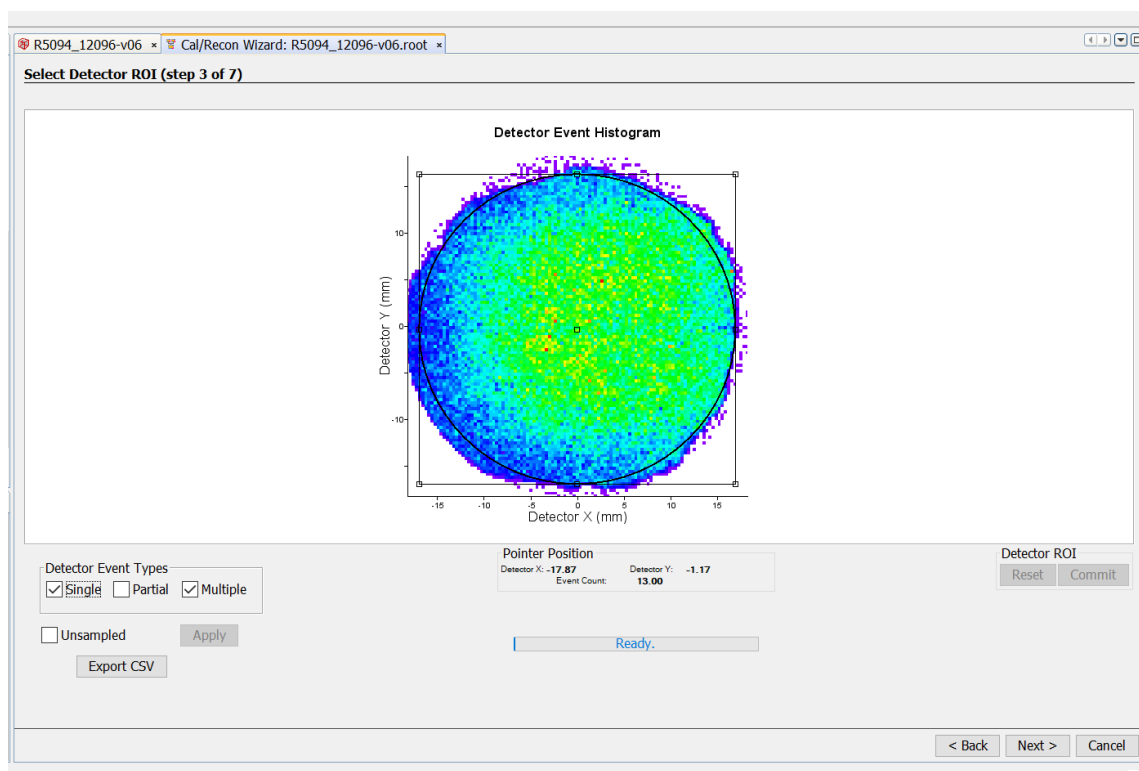 R5094_12096-v06 × Cal/Recon Wizard: R5094_12096-v06.root ×
Select Detector ROI (step 3 of 7)
Detector Event Histogram
Detector Y (mm)
10
0
-10
-15 -10 -5 0 5 10 15
Detector X (mm)
Pointer Position
Detector X: -17.87 Detector Y: -1.17
Event Count: 13.00
Detector ROI
Reset Commit
Detector Event Types
Single Partial Multiple
Unsampled Apply
Ready.
Export CSV
< Back Next > Cancel